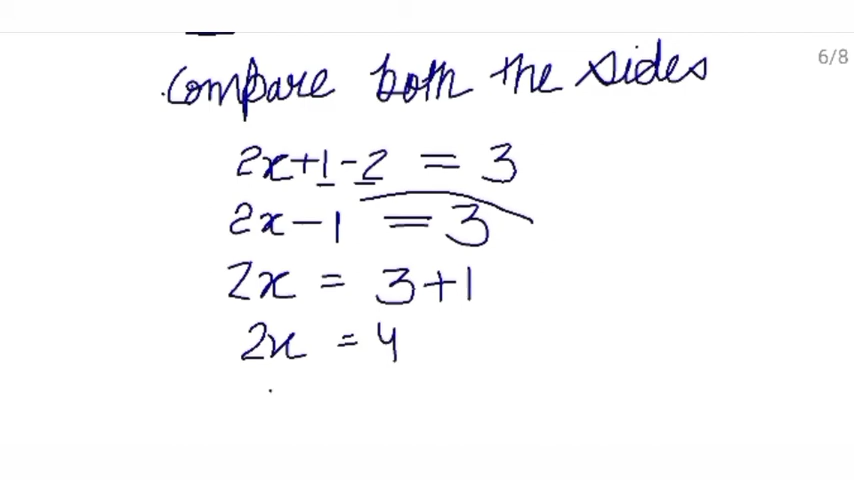 6/8
compare both the sides
2x+1-2 = 3
2x-1 = 3
2x = 3+1
2x = 4